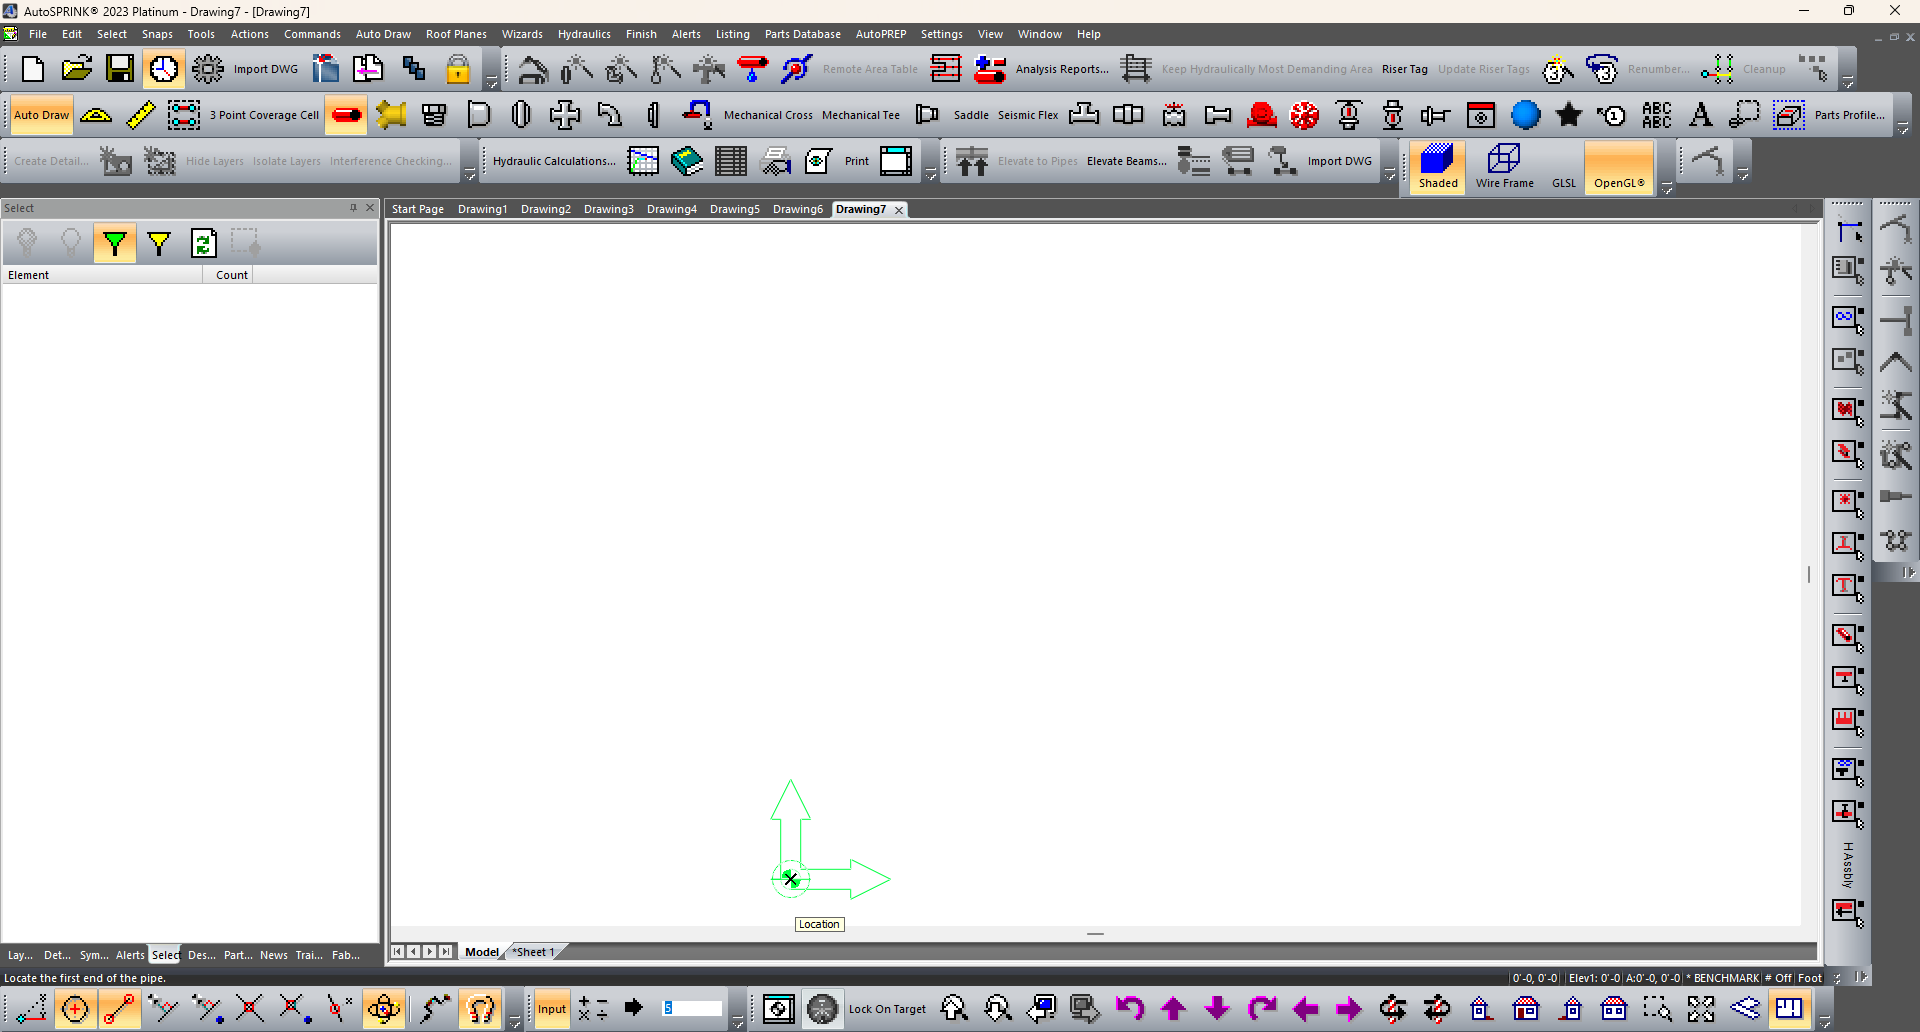 AutoSPRINK® 2023 Platinum - Drawing7 - [Drawing7]
File Edit Select Snaps Tools Actions Commands Auto Draw Roof Planes Wizards Hydraulics Finish Alerts Listing Parts Database AutoPREP Settings View Window Help
Import DWG Remote Area Table Analysis Reports... Keep Hydraulically Most Demanding Area Riser Tag Update Riser Tags 3 3 Renumber... Cleanup
Auto Draw 3 Point Coverage Cell Mechanical Cross Mechanical Tee Saddle Seismic Flex 1 ABC ABC A Parts Profile...
Create Detail... Hide Layers Isolate Layers Interference Checking... Hydraulic Calculations... Print Elevate to Pipes Elevate Beams... Import DWG Shaded Wire Frame GLSL OpenGL®
Select
Start Page Drawing1 Drawing2 Drawing3 Drawing4 Drawing5 Drawing6 Drawing7
Element Count
H Assbly
Location
Lay... Det... Sym... Alerts Select Des... Part... News Trai... Fab...
Model *Sheet 1
Locate the first end of the pipe.
0'-0, 0'-0 Elev1: 0'-0 A:0'-0, 0'-0 * BENCHMARK # Off Foot
Input 5 Lock On Target